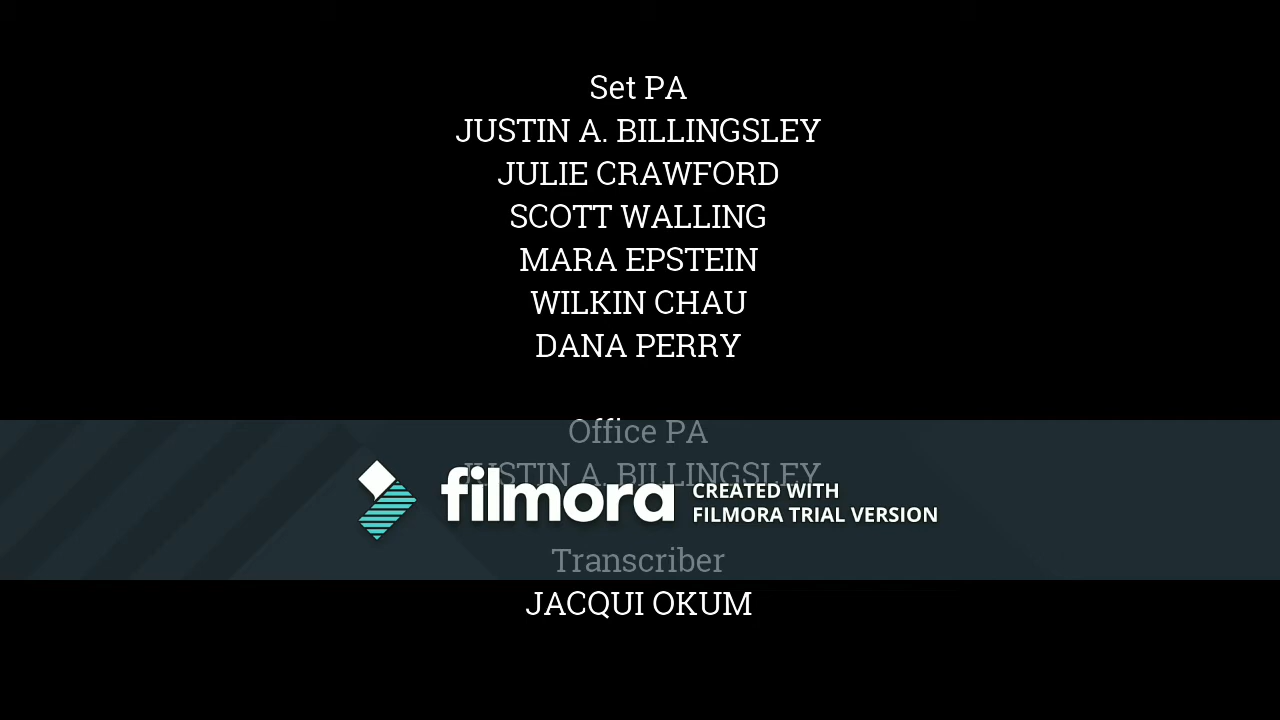 Set PA
JUSTIN A. BILLINGSLEY
JULIE CRAWFORD
SCOTT WALLING
MARA EPSTEIN
WILKIN CHAU
DANA PERRY
Office PA
JUSTIN A. BILLINGSLEY
filmora
CREATED WITH
FILMORA TRIAL VERSION
Transcriber
JACQUI OKUM